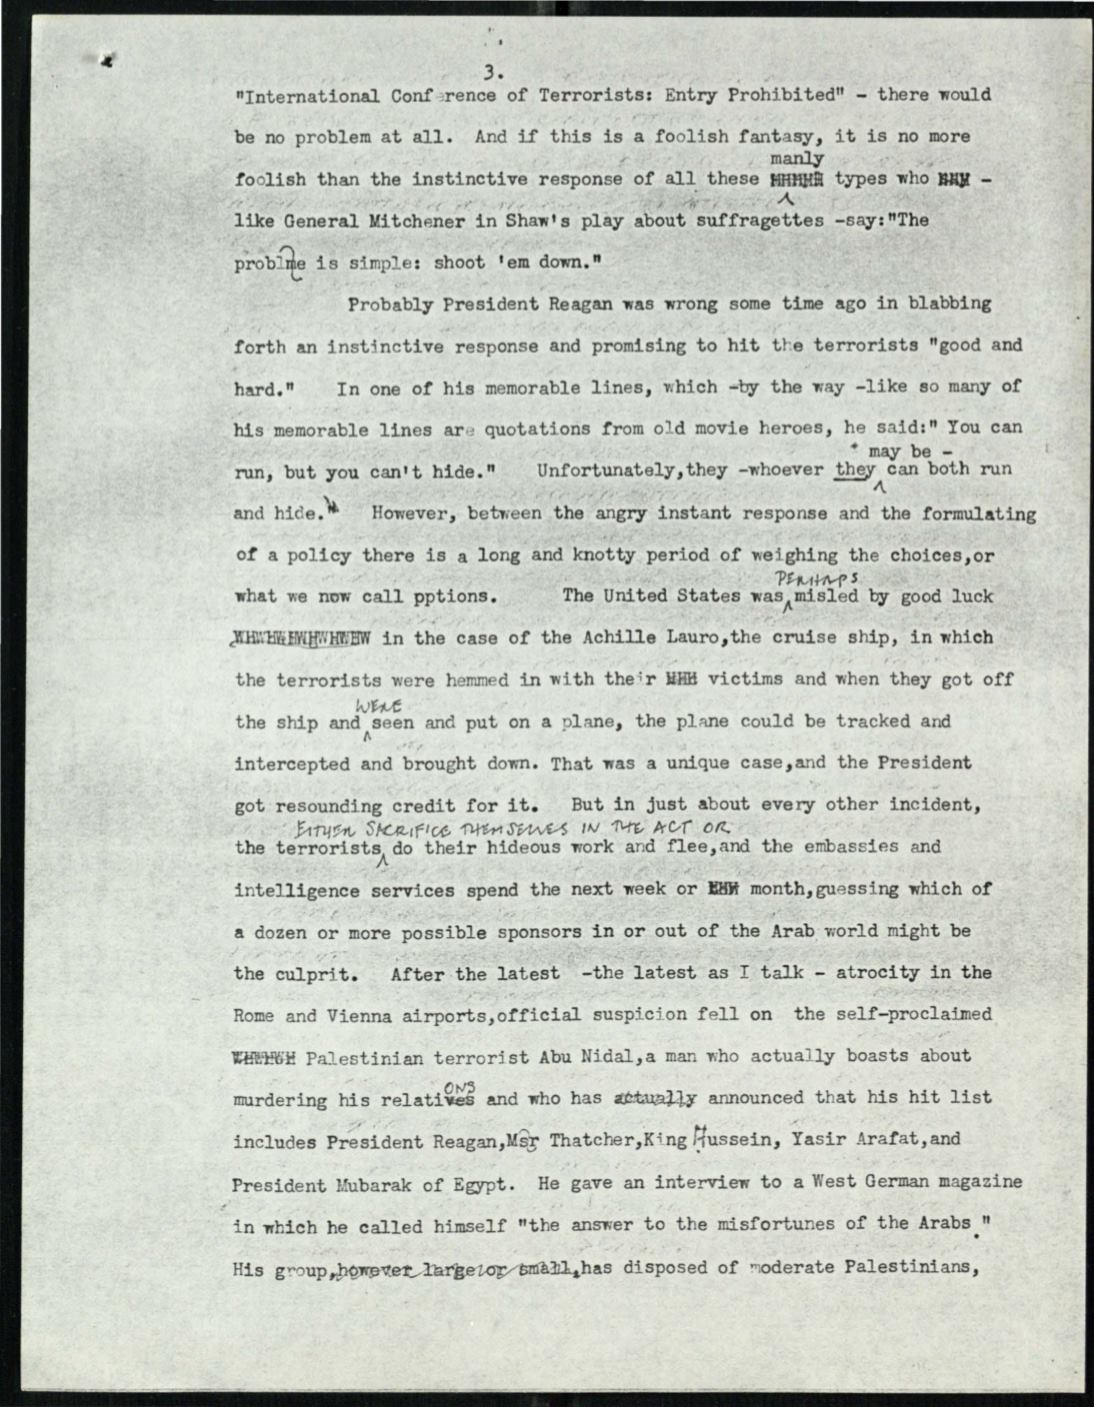 3.
"International Conference of Terrorists: Entry Prohibited" - there would
be no problem at all. And if this is a foolish fantasy, it is no more
manly
foolish than the instinctive response of all these types who -
like General Mitchener in Shaw's play about suffragettes -say:"The
problme is simple: shoot 'em down."
Probably President Reagan was wrong some time ago in blabbing
forth an instinctive response and promising to hit the terrorists "good and
hard." In one of his memorable lines, which -by the way -like so many of
his memorable lines are quotations from old movie heroes, he said:" You can
may be -
run, but you can't hide." Unfortunately,they -whoever they can both run
and hide. However, between the angry instant response and the formulating
of a policy there is a long and knotty period of weighing the choices,or
PERHAPS
what we now call pptions. The United States was misled by good luck
in the case of the Achille Lauro,the cruise ship, in which
the terrorists were hemmed in with their victims and when they got off
WERE
the ship and seen and put on a plane, the plane could be tracked and
intercepted and brought down. That was a unique case,and the President
got resounding credit for it. But in just about every other incident,
EITHER SACRIFICE THEMSELVES IN THE ACT OR
the terrorists do their hideous work and flee,and the embassies and
intelligence services spend the next week or month,guessing which of
a dozen or more possible sponsors in or out of the Arab world might be
the culprit. After the latest -the latest as I talk - atrocity in the
Rome and Vienna airports,official suspicion fell on the self-proclaimed
Palestinian terrorist Abu Nidal,a man who actually boasts about
ONS
murdering his relatives and who has actually announced that his hit list
includes President Reagan,Msr Thatcher,King Hussein, Yasir Arafat,and
President Mubarak of Egypt. He gave an interview to a West German magazine
in which he called himself "the answer to the misfortunes of the Arabs."
His group,however large or small,has disposed of moderate Palestinians,